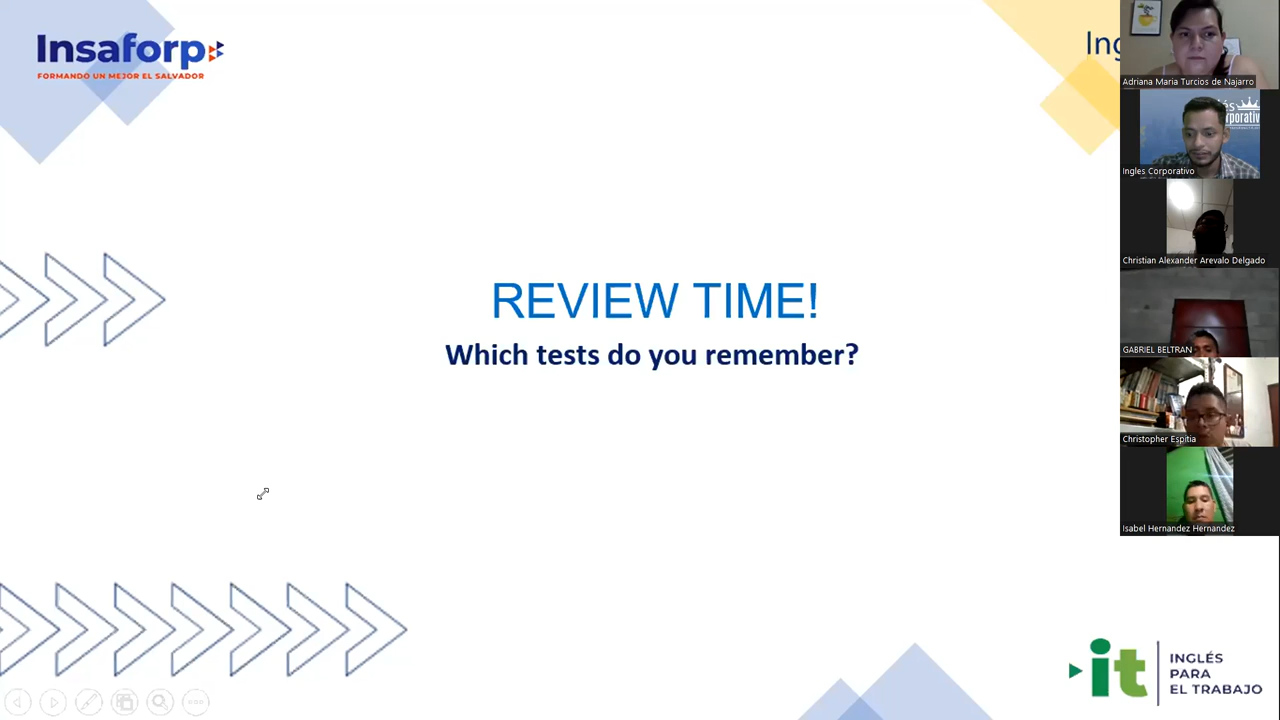 Insaforp
FORMANDO UN MEJOR EL SALVADOR
Ing
REVIEW TIME!
Which tests do you remember?
Adriana Maria Turcios de Najarro
Ingles Corporativo
Christian Alexander Arevalo Delgado
GABRIEL BELTRAN
Christopher Espitia
Isabel Hernandez Hernandez
it
INGLÉS
PARA
EL TRABAJO